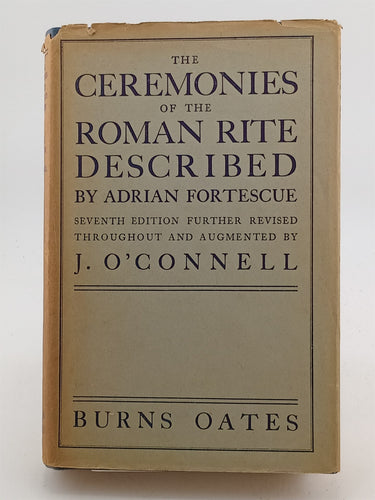 THE
CEREMONIES
OF THE
ROMAN RITE
DESCRIBED
BY ADRIAN FORTESCUE
SEVENTH EDITION FURTHER REVISED
THROUGHOUT AND AUGMENTED BY
J. O'CONNELL
BURNS OATES